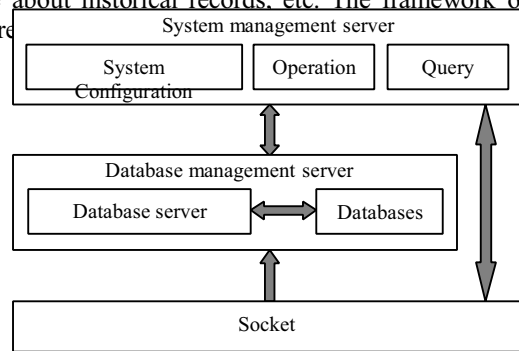 about historical records, etc. The framework o
re
System management server
System
Configuration
Operation
Query
Database management server
Database server
Databases
Socket